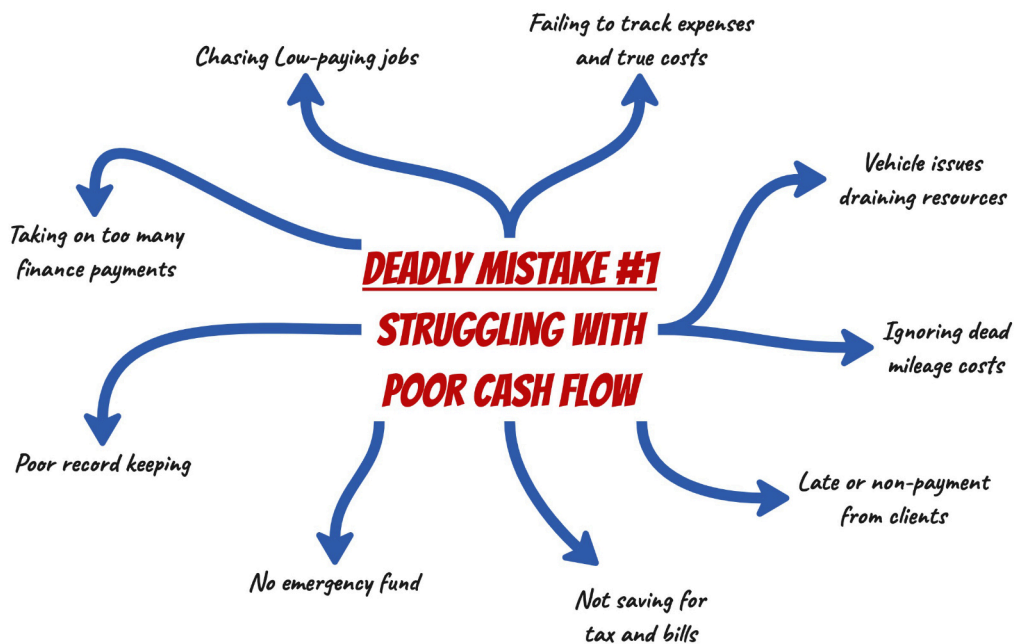 Failing to track expenses
and true costs
Chasing Low-paying jobs
Vehicle issues
draining resources
Taking on too many
finance payments
DEADLY MISTAKE #1
STRUGGLING WITH
POOR CASH FLOW
Ignoring dead
mileage costs
Poor record keeping
Late or non-payment
from clients
No emergency fund
Not saving for
tax and bills